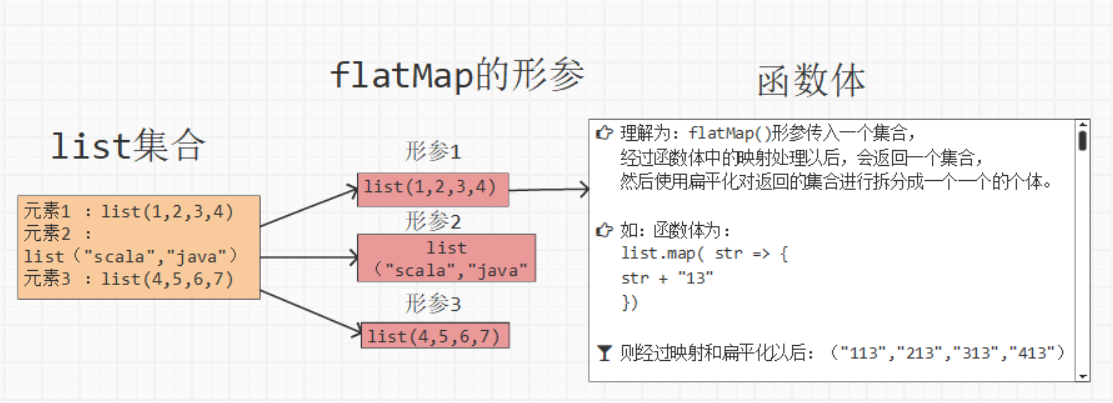 flatMap的形参
函数体
list集合
元素1 :list(1,2,3,4)
元素2 :
list("scala","java")
元素3 :list(4,5,6,7)
形参1
list(1,2,3,4)
形参2
list
("scala","java"
形参3
list(4,5,6,7)
理解为: flatMap()形参传入一个集合,
经过函数体中的映射处理以后, 会返回一个集合,
然后使用扁平化对返回的集合进行拆分成一个一个的个体。
如: 函数体为:
list.map( str => {
str + "13"
})
则经过映射和扁平化以后: ("113","213","313","413")